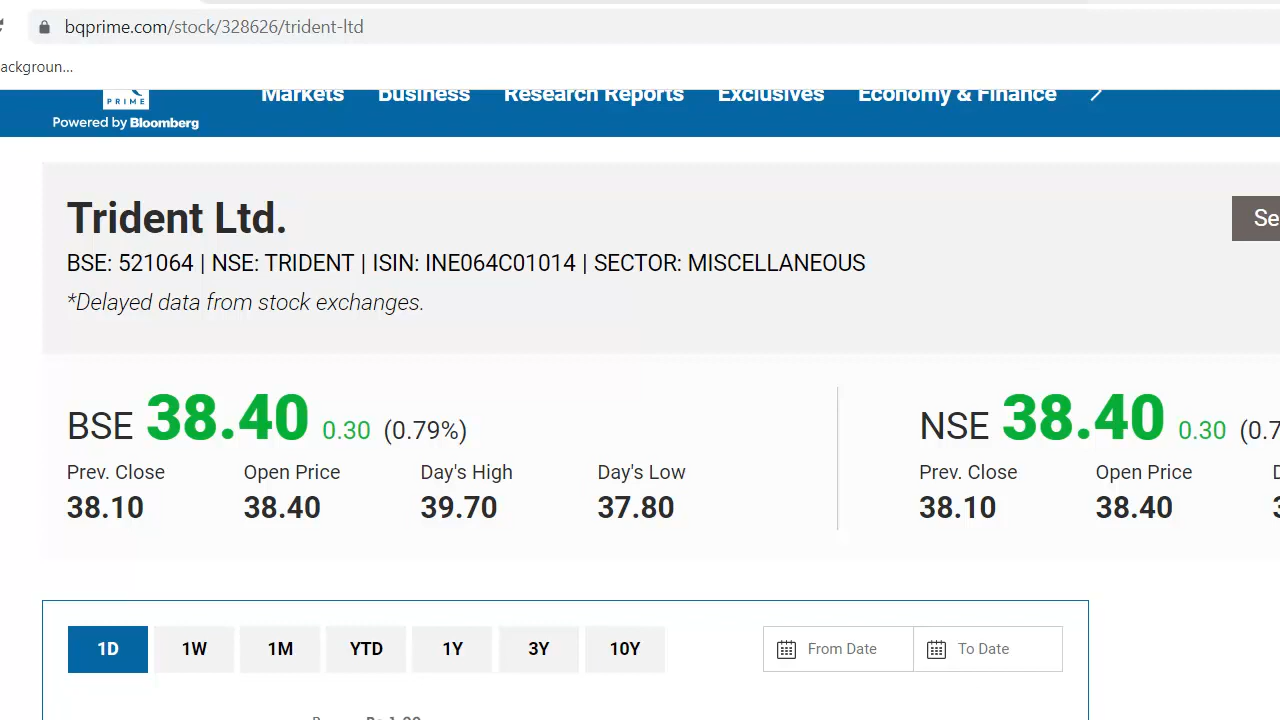 bqprime.com/stock/328626/trident-ltd
ackgroun...
PRIME
Powered by Bloomberg
Markets Business Research Reports Exclusives Economy & Finance
Trident Ltd.
Se
BSE: 521064 | NSE: TRIDENT | ISIN: INE064C01014 | SECTOR: MISCELLANEOUS
*Delayed data from stock exchanges.
BSE 38.40 0.30 (0.79%)
Prev. Close Open Price Day's High Day's Low
38.10 38.40 39.70 37.80
NSE 38.40 0.30 (0.7
Prev. Close Open Price
38.10 38.40
1D 1W 1M YTD 1Y 3Y 10Y From Date To Date